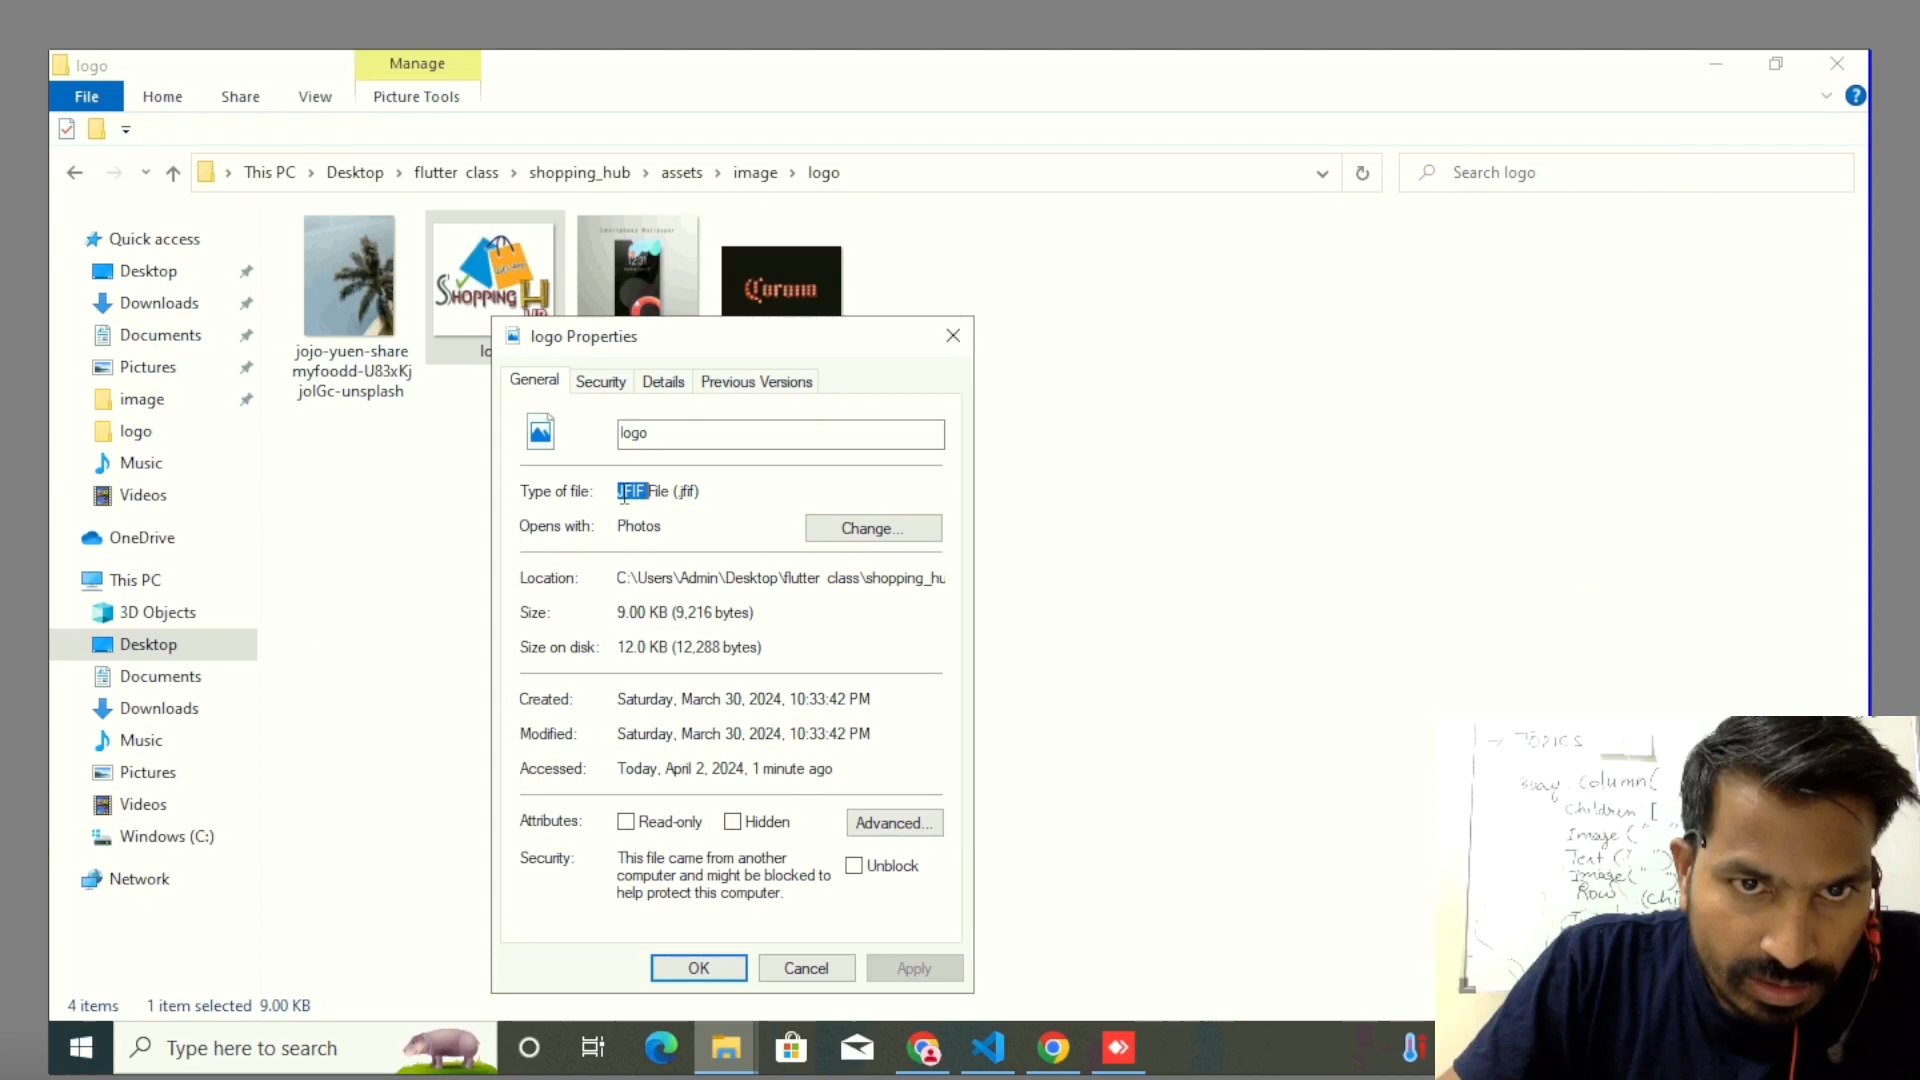 logo
Manage
File
Home
Share
View
Picture Tools
This PC
Desktop
flutter class
shopping_hub
assets
image
logo
Search logo
Quick access
Desktop
Downloads
Documents
Pictures
image
logo
Music
Videos
OneDrive
This PC
3D Objects
Desktop
Documents
Downloads
Music
Pictures
Videos
Windows (C:)
Network
SHOPPING H
Smartphone Wallpaper
Corona
jojo-yuen-share
myfoodd-U83xKj
jolGc-unsplash
logo Properties
General
Security
Details
Previous Versions
logo
Type of file:
JFIF File (.jfif)
Opens with:
Photos
Change...
Location:
C:\Users\Admin\Desktop\flutter class\shopping_hu
Size:
9.00 KB (9,216 bytes)
Size on disk:
12.0 KB (12,288 bytes)
Created:
Saturday, March 30, 2024, 10:33:42 PM
Modified:
Saturday, March 30, 2024, 10:33:42 PM
Accessed:
Today, April 2, 2024, 1 minute ago
Attributes:
Read-only
Hidden
Advanced...
Security:
This file came from another
computer and might be blocked to
help protect this computer.
Unblock
OK
Cancel
Apply
4 items
1 item selected 9.00 KB
Type here to search
→ TOPICS
Column(
Children [
Image ("
Text (
Image("
Row (chi